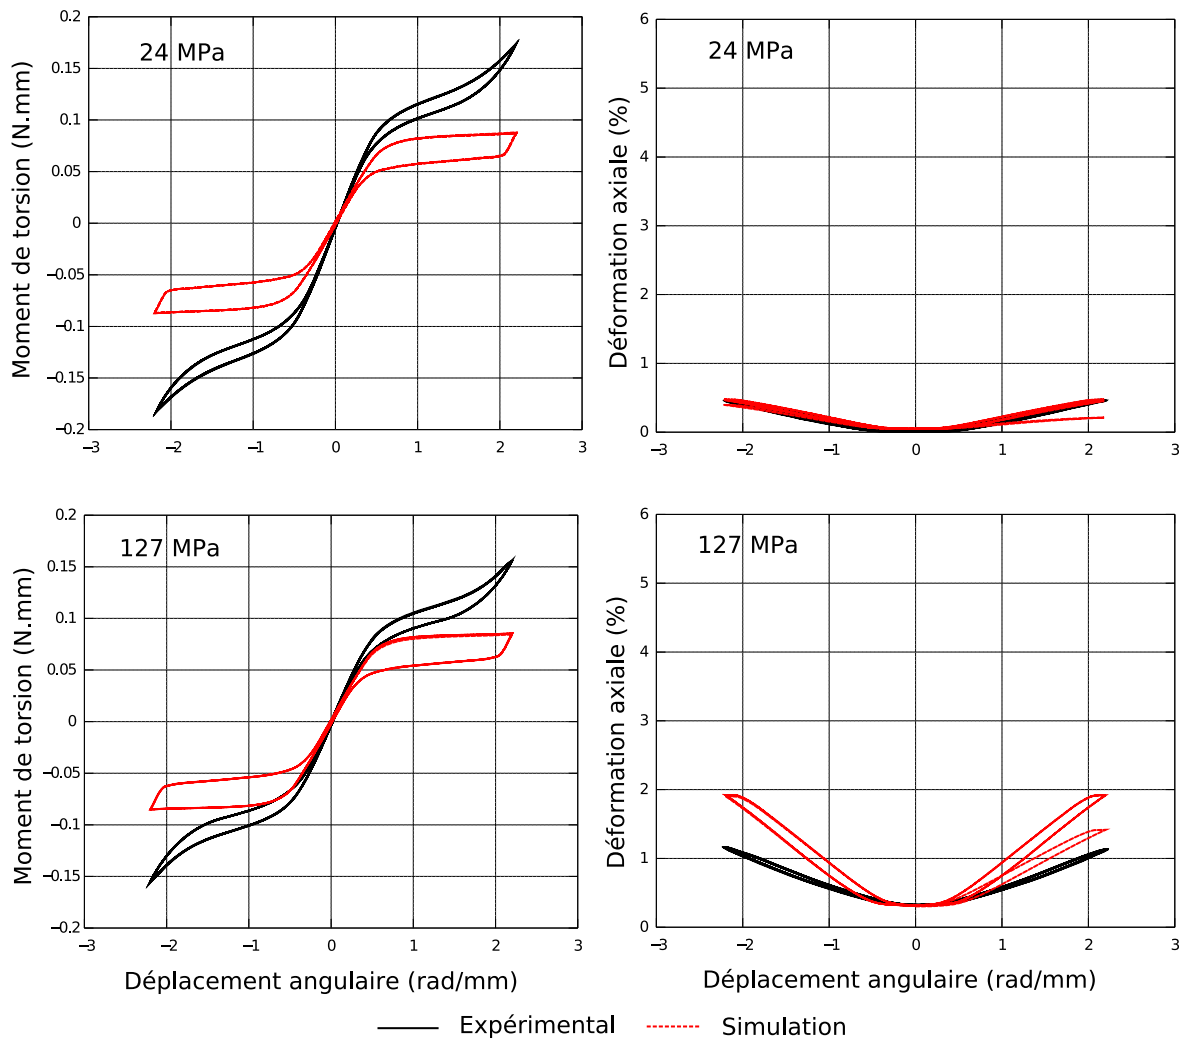 24 MPa
Moment de torsion (N.mm)
0.2
0.15
0.1
0.05
0
−0.05
−0.1
−0.15
−0.2
−3 −2 −1 0 1 2 3
24 MPa
Déformation axiale (%)
6
5
4
3
2
1
0
−3 −2 −1 0 1 2 3
127 MPa
Moment de torsion (N.mm)
0.2
0.15
0.1
0.05
0
−0.05
−0.1
−0.15
−0.2
−3 −2 −1 0 1 2 3
Déplacement angulaire (rad/mm)
127 MPa
Déformation axiale (%)
6
5
4
3
2
1
0
−3 −2 −1 0 1 2 3
Déplacement angulaire (rad/mm)
Expérimental Simulation